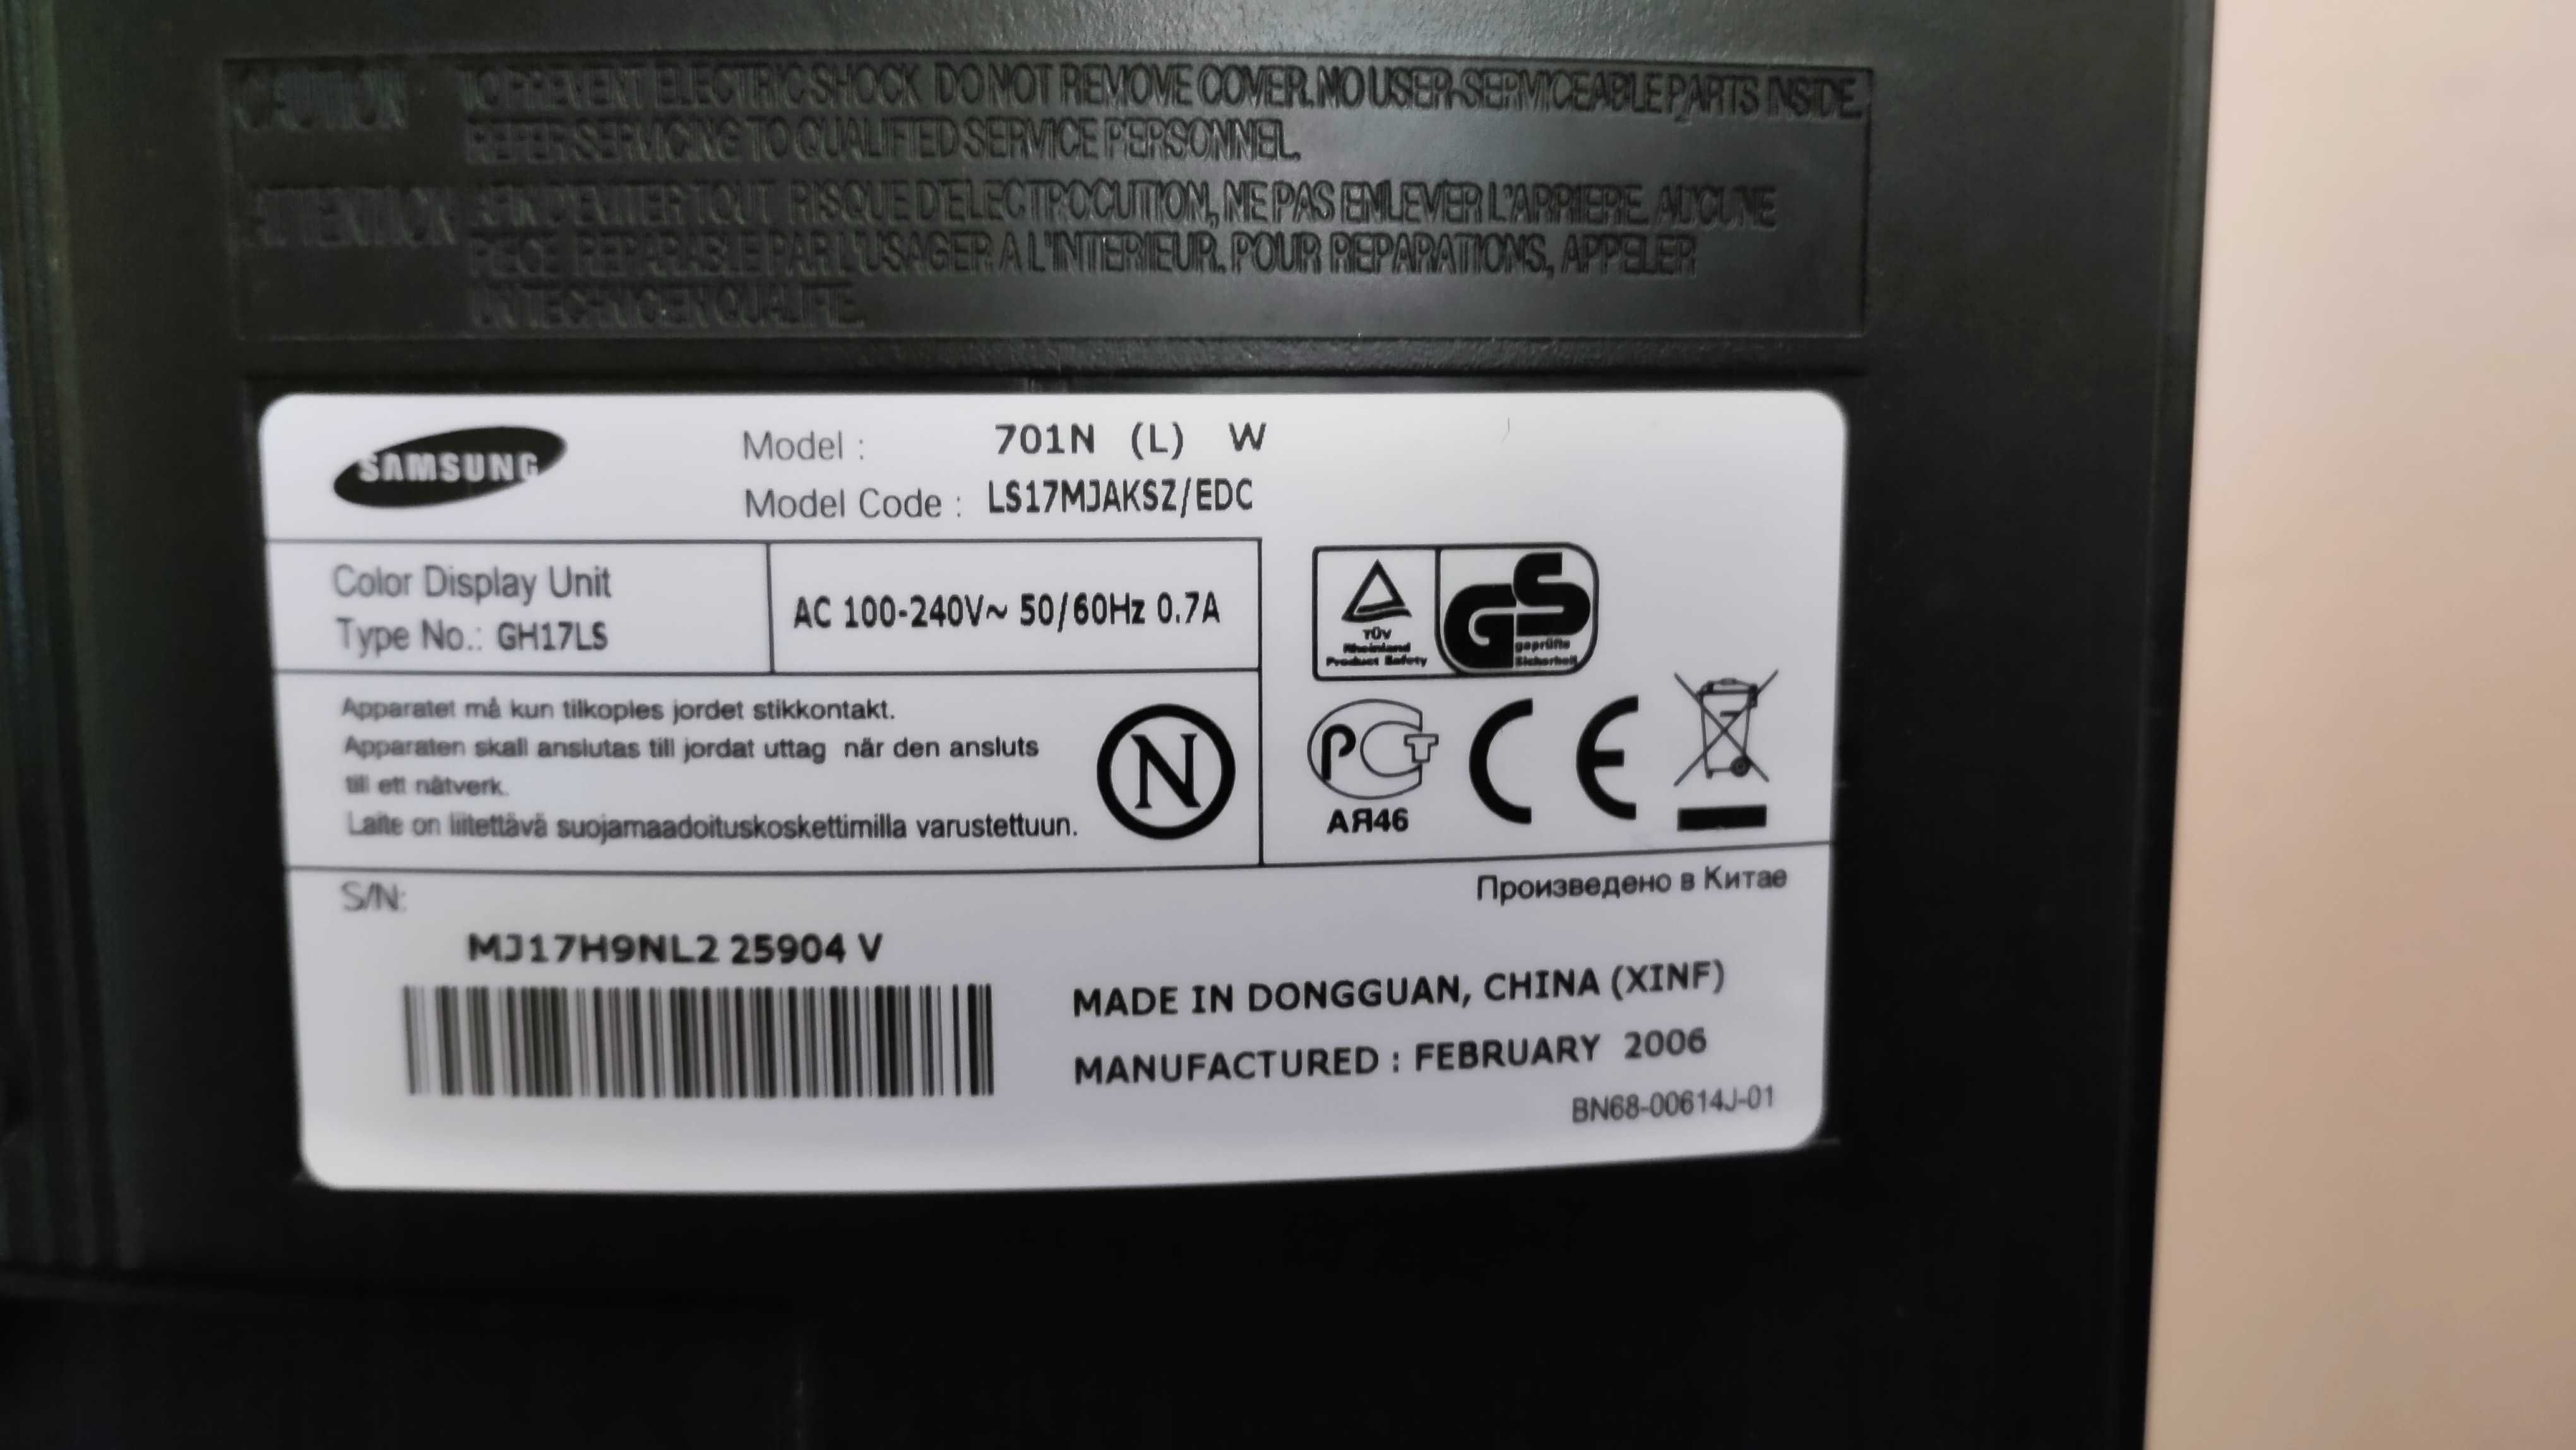 CAUTION TO PREVENT ELECTRIC SHOCK DO NOT REMOVE COVER. NO USER-SERVICEABLE PARTS INSIDE.
REFER SERVICING TO QUALIFIED SERVICE PERSONNEL.
ATTENTION AFIN D'EVITER TOUT RISQUE D'ELECTROCUTION, NE PAS ENLEVER L'ARRIERE. AUCUNE
PIECE REPARABLE PAR L'USAGER A L'INTERIEUR. POUR REPARATIONS, APPELER
UN TECHNICIEN QUALIFIE.
SAMSUNG
Model : 701N (L) W
Model Code : LS17MJAKSZ/EDC
Color Display Unit
Type No.: GH17LS
AC 100-240V~ 50/60Hz 0.7A
TÜV
Rheinland
Product Safety
GS
geprüfte
Sicherheit
Apparatet må kun tilkoples jordet stikkontakt.
Apparaten skall anslutas till jordat uttag när den ansluts
till ett nätverk.
Laite on liitettävä suojamaadoituskoskettimilla varustettuun.
N
РСТ
АЯ46
CE
S/N:
MJ17H9NL2 25904 V
Произведено в Китае
MADE IN DONGGUAN, CHINA (XINF)
MANUFACTURED : FEBRUARY 2006
BN68-00614J-01